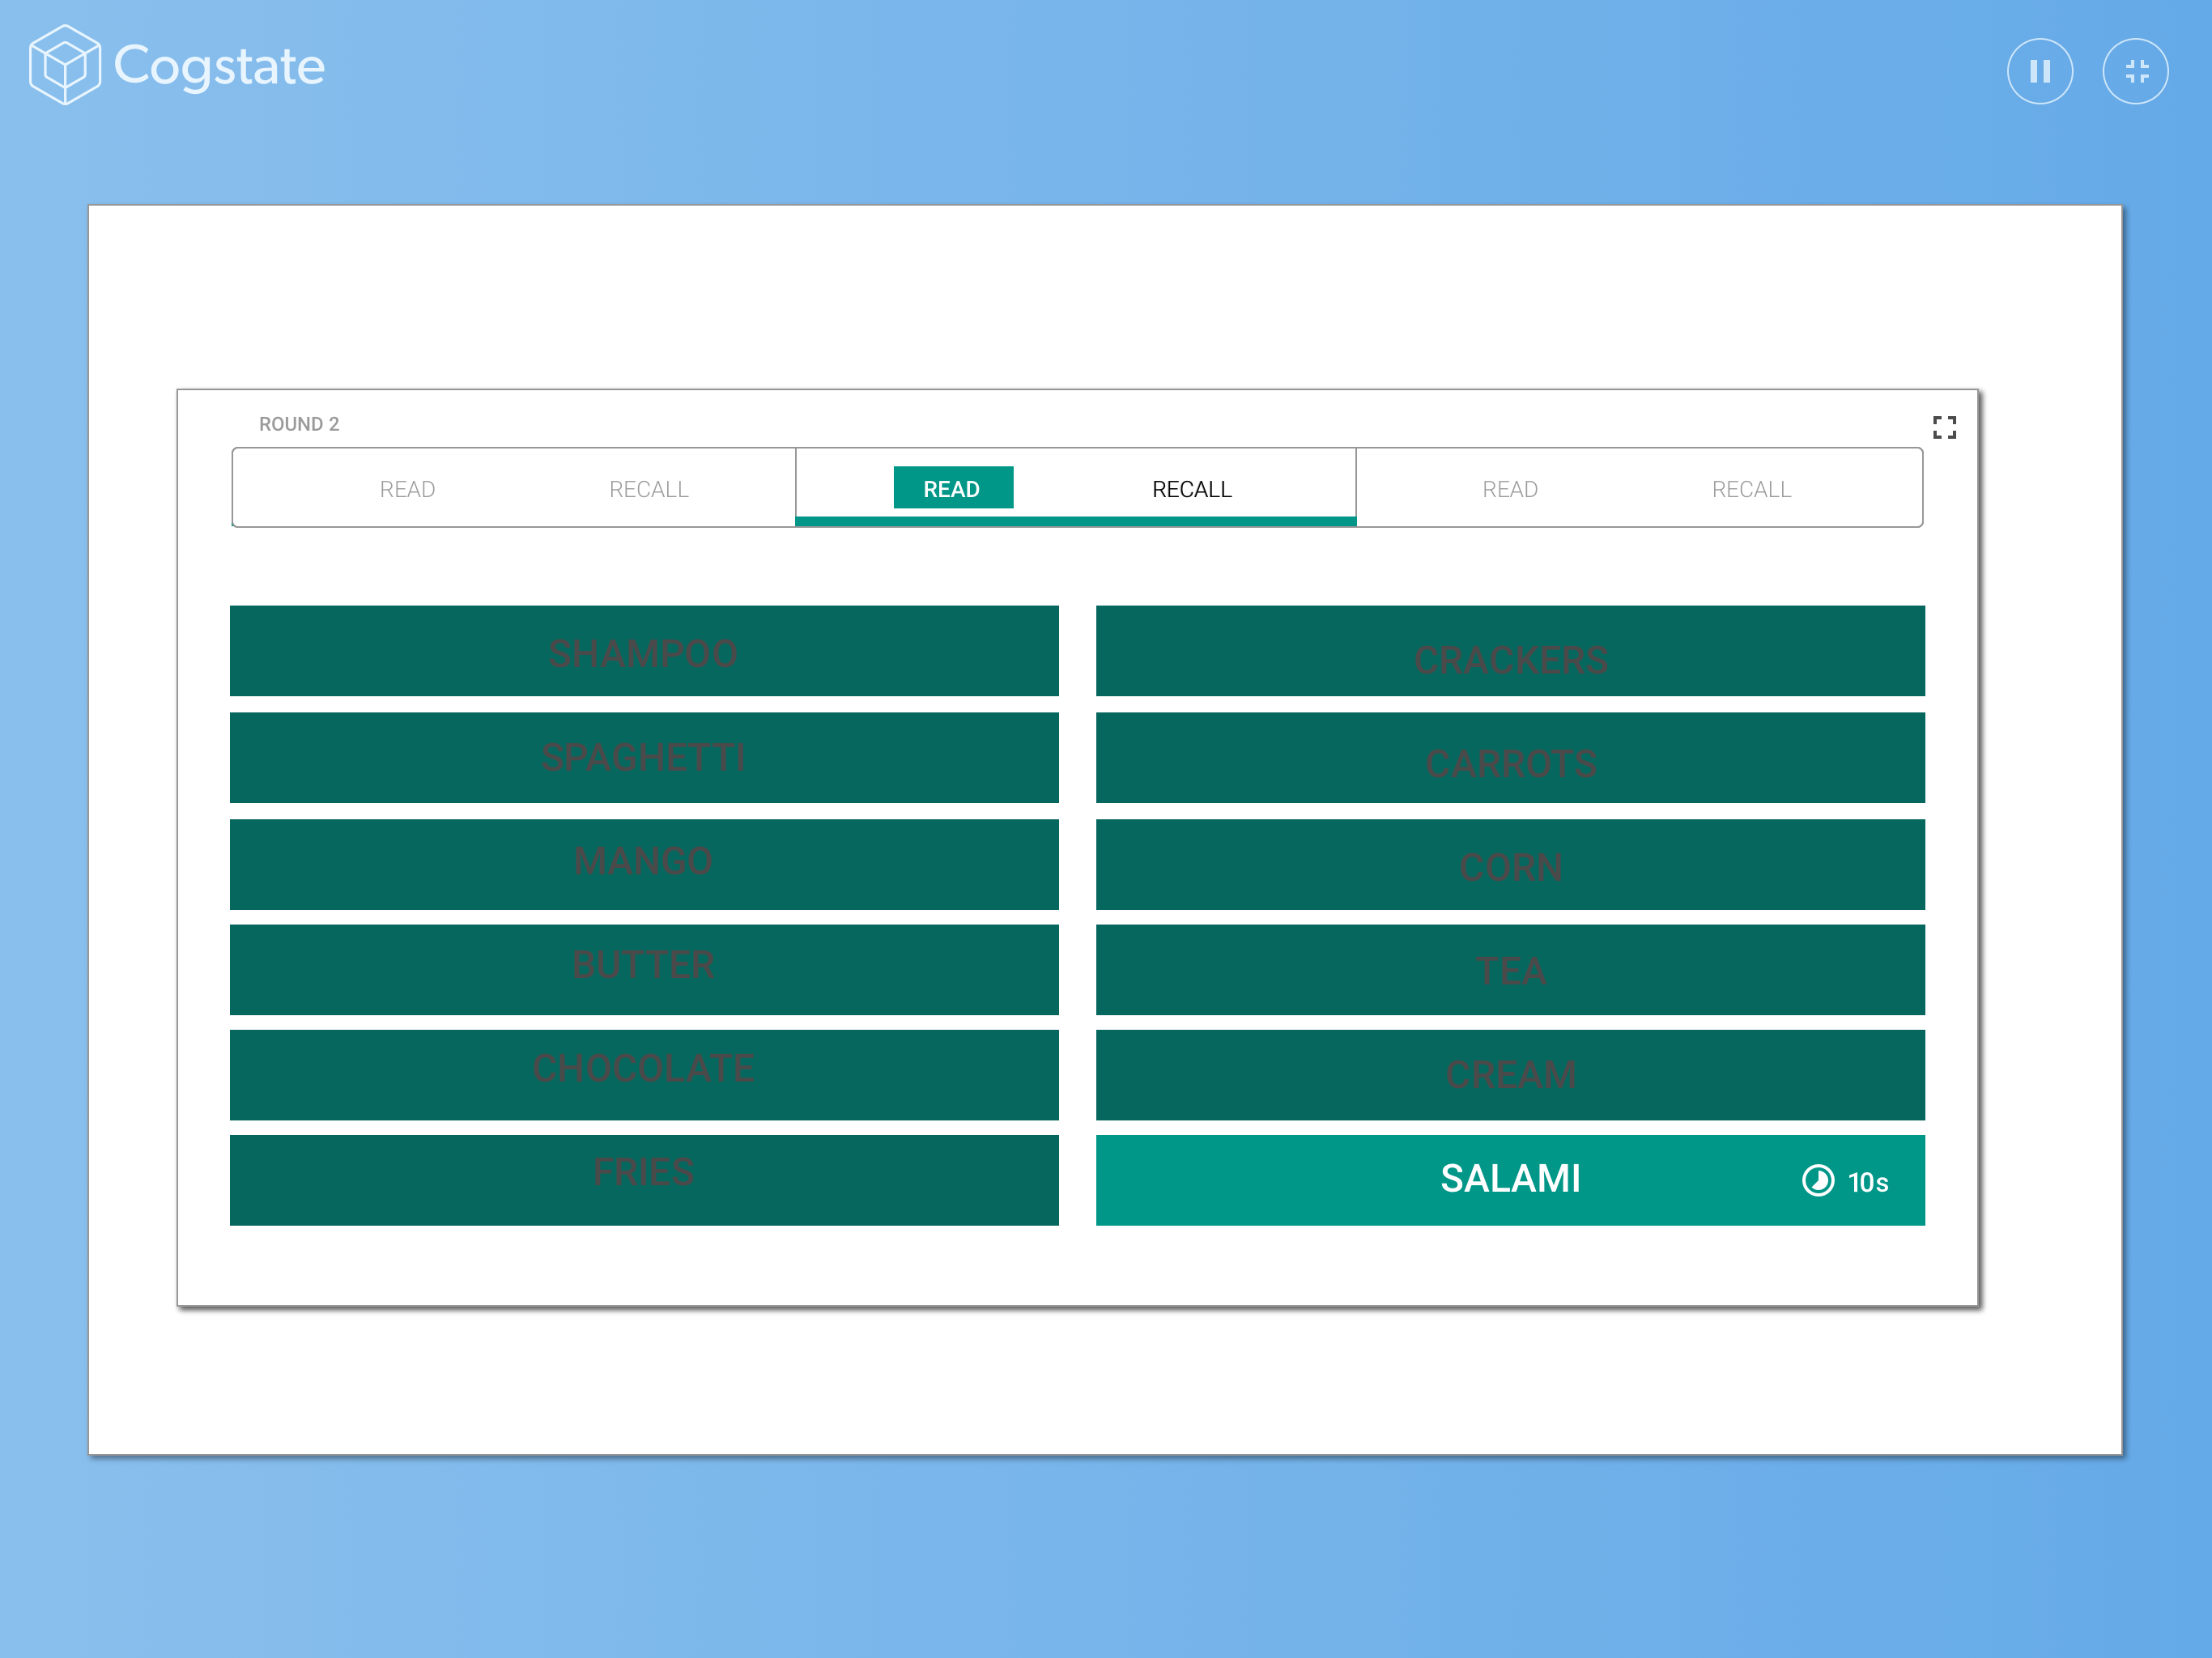 Cogstate
ROUND 2
READ RECALL READ RECALL READ RECALL
SHAMPOO CRACKERS
SPAGHETTI CARROTS
MANGO CORN
BUTTER TEA
CHOCOLATE CREAM
FRIES SALAMI 10s